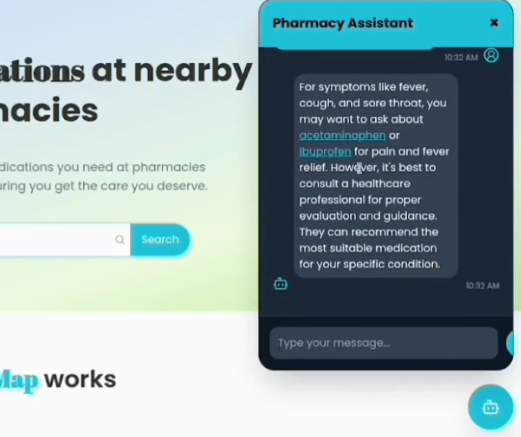 Pharmacy Assistant
×
10:32 AM
ations at nearby
nacies
dications you need at pharmacies
uring you get the care you deserve.
Search
For symptoms like fever,
cough, and sore throat, you
may want to ask about
acetaminophen or
ibuprofen for pain and fever
relief. However, it's best to
consult a healthcare
professional for proper
evaluation and guidance.
They can recommend the
most suitable medication
for your specific condition.
10:32 AM
Type your message...
Map works